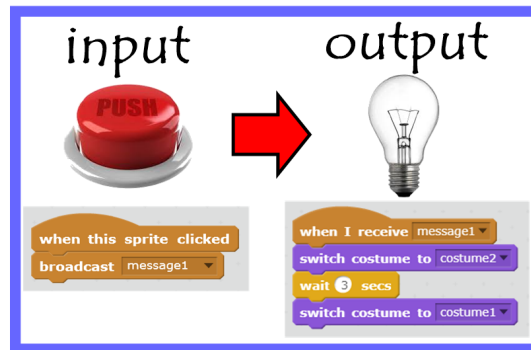 input
output
PUSH
when this sprite clicked
broadcast message1
when I receive message1
switch costume to costume2
wait 3 secs
switch costume to costume1